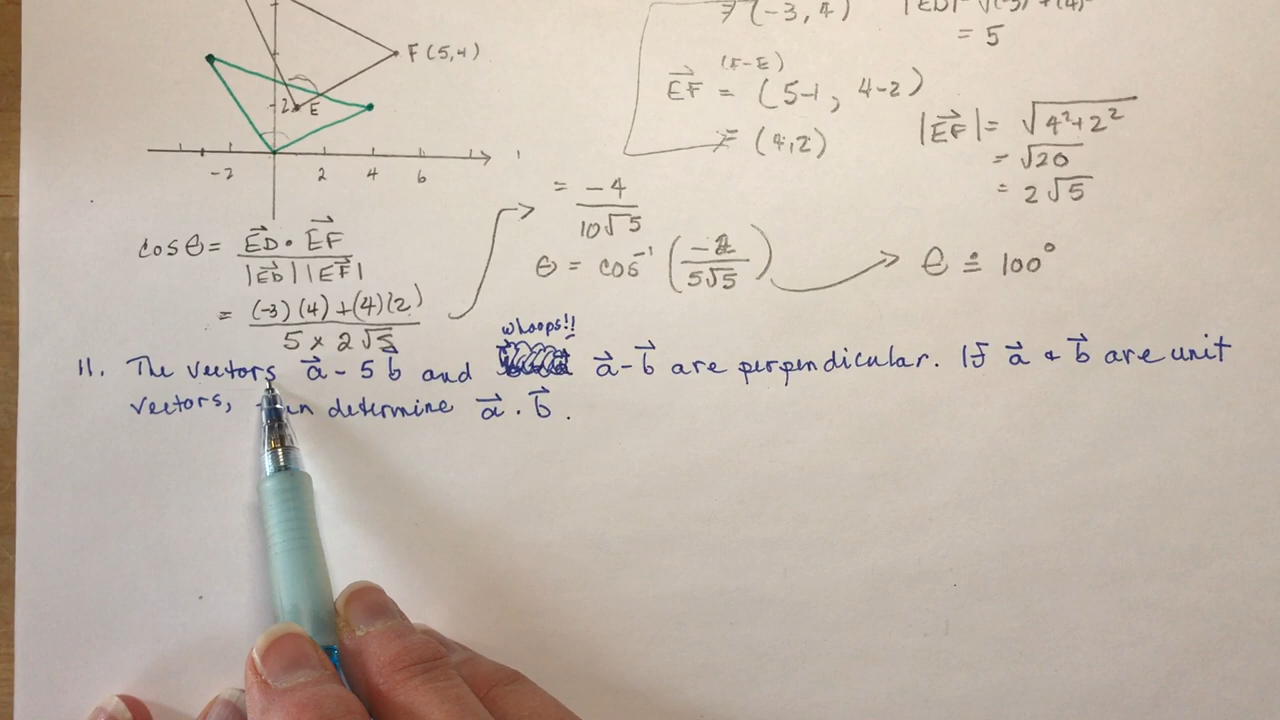 (-3, 4)
= 5
F (5,4)
(F-E)
EF = (5-1, 4-2)
= (4,2)
|EF| = √4²+2²
= √20
= 2√5
2 E
-2 2 4 6
cosθ = ED • EF
|ED| |EF|
= (-3)(4) + (4)(2)
5 x 2√5
= -4
10√5
θ = cos⁻¹ (-2
5√5)
θ ≐ 100°
whoops!!
11. The vectors a - 5b and a - b are perpendicular. If a + b are unit
vectors, determine a · b.